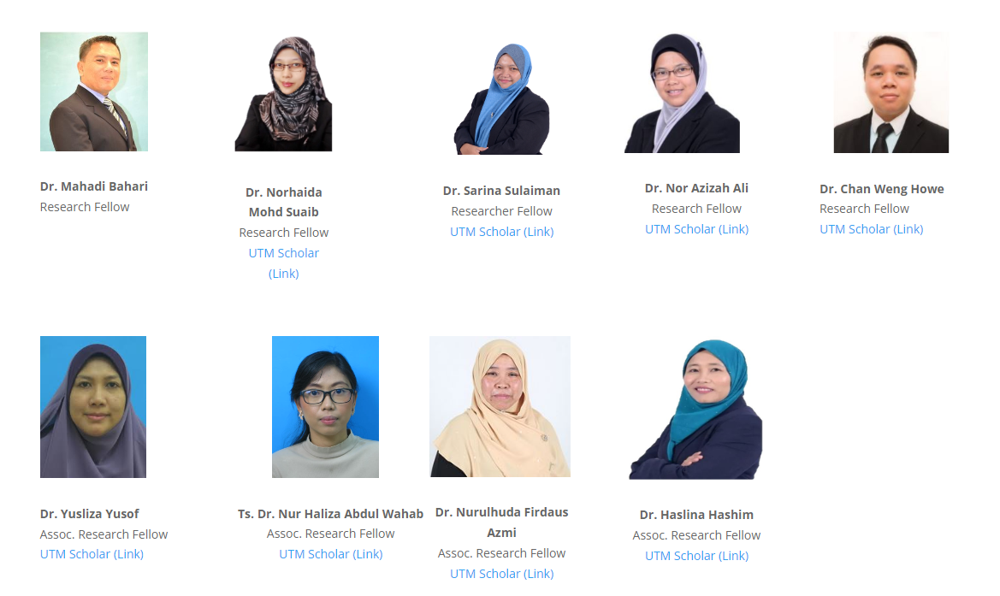 Dr. Mahadi Bahari
Research Fellow
Dr. Norhaida
Mohd Suaib
Research Fellow
UTM Scholar
(Link)
Dr. Sarina Sulaiman
Researcher Fellow
UTM Scholar (Link)
Dr. Nor Azizah Ali
Research Fellow
UTM Scholar (Link)
Dr. Chan Weng Howe
Research Fellow
UTM Scholar (Link)
Dr. Yusliza Yusof
Assoc. Research Fellow
UTM Scholar (Link)
Ts. Dr. Nur Haliza Abdul Wahab
Assoc. Research Fellow
UTM Scholar (Link)
Dr. Nurulhuda Firdaus
Azmi
Assoc. Research Fellow
UTM Scholar (Link)
Dr. Haslina Hashim
Assoc. Research Fellow
UTM Scholar (Link)